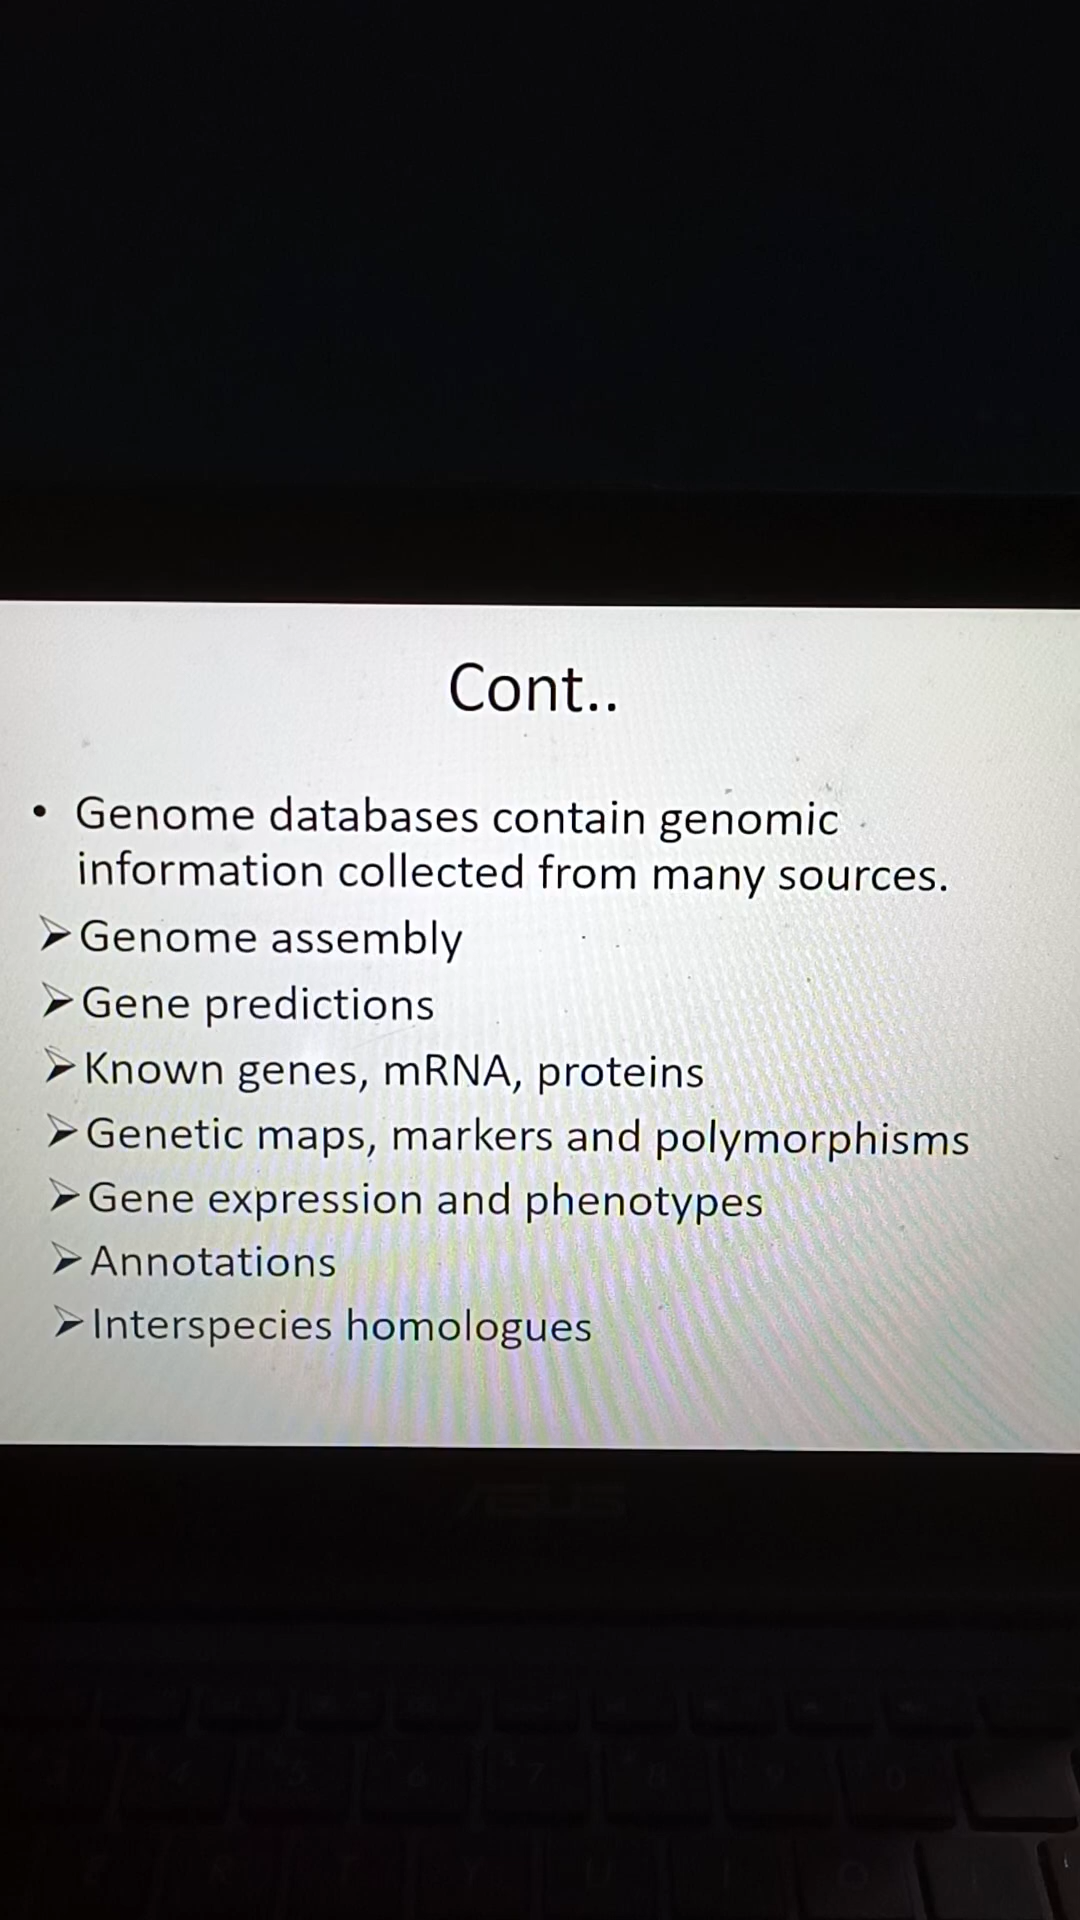 Cont..
• Genome databases contain genomic
information collected from many sources.
➢Genome assembly
➢Gene predictions
➢Known genes, mRNA, proteins
➢Genetic maps, markers and polymorphisms
➢Gene expression and phenotypes
➢Annotations
➢Interspecies homologues
ASUS